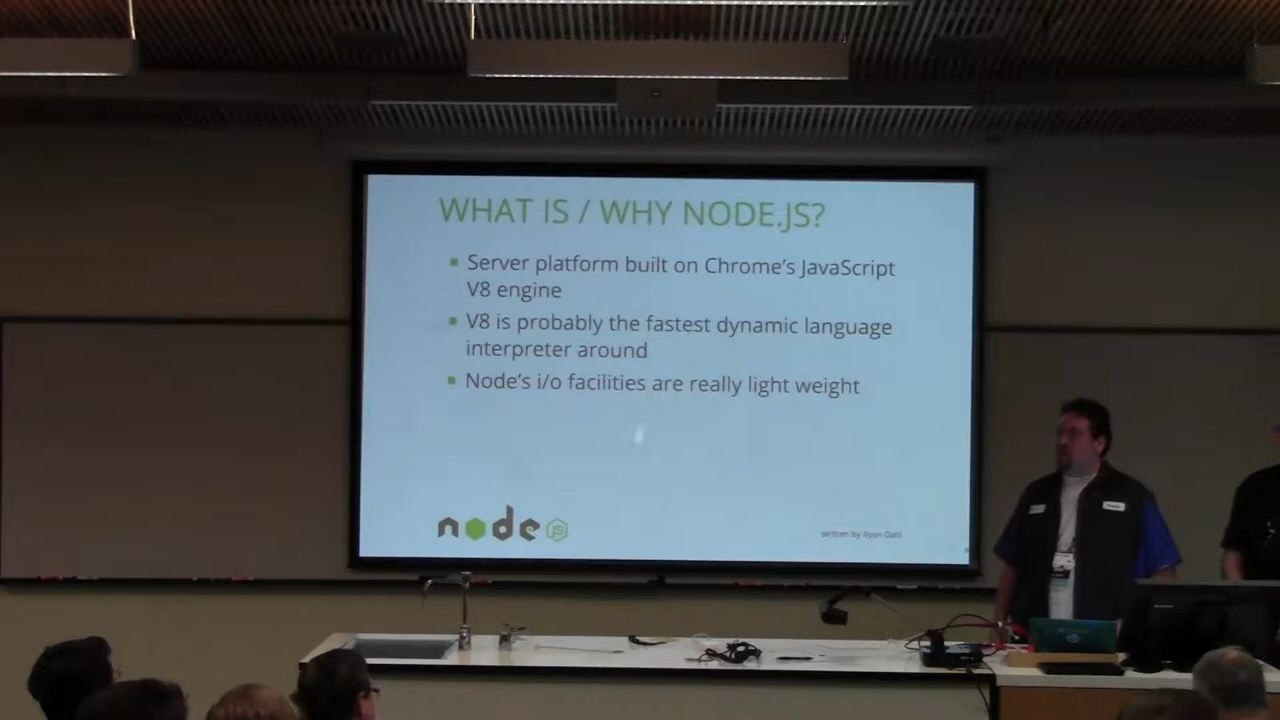 WHAT IS / WHY NODE.JS?
Server platform built on Chrome's JavaScript
V8 engine
V8 is probably the fastest dynamic language
interpreter around
Node's i/o facilities are really light weight
node JS
written by Ryan Dahl